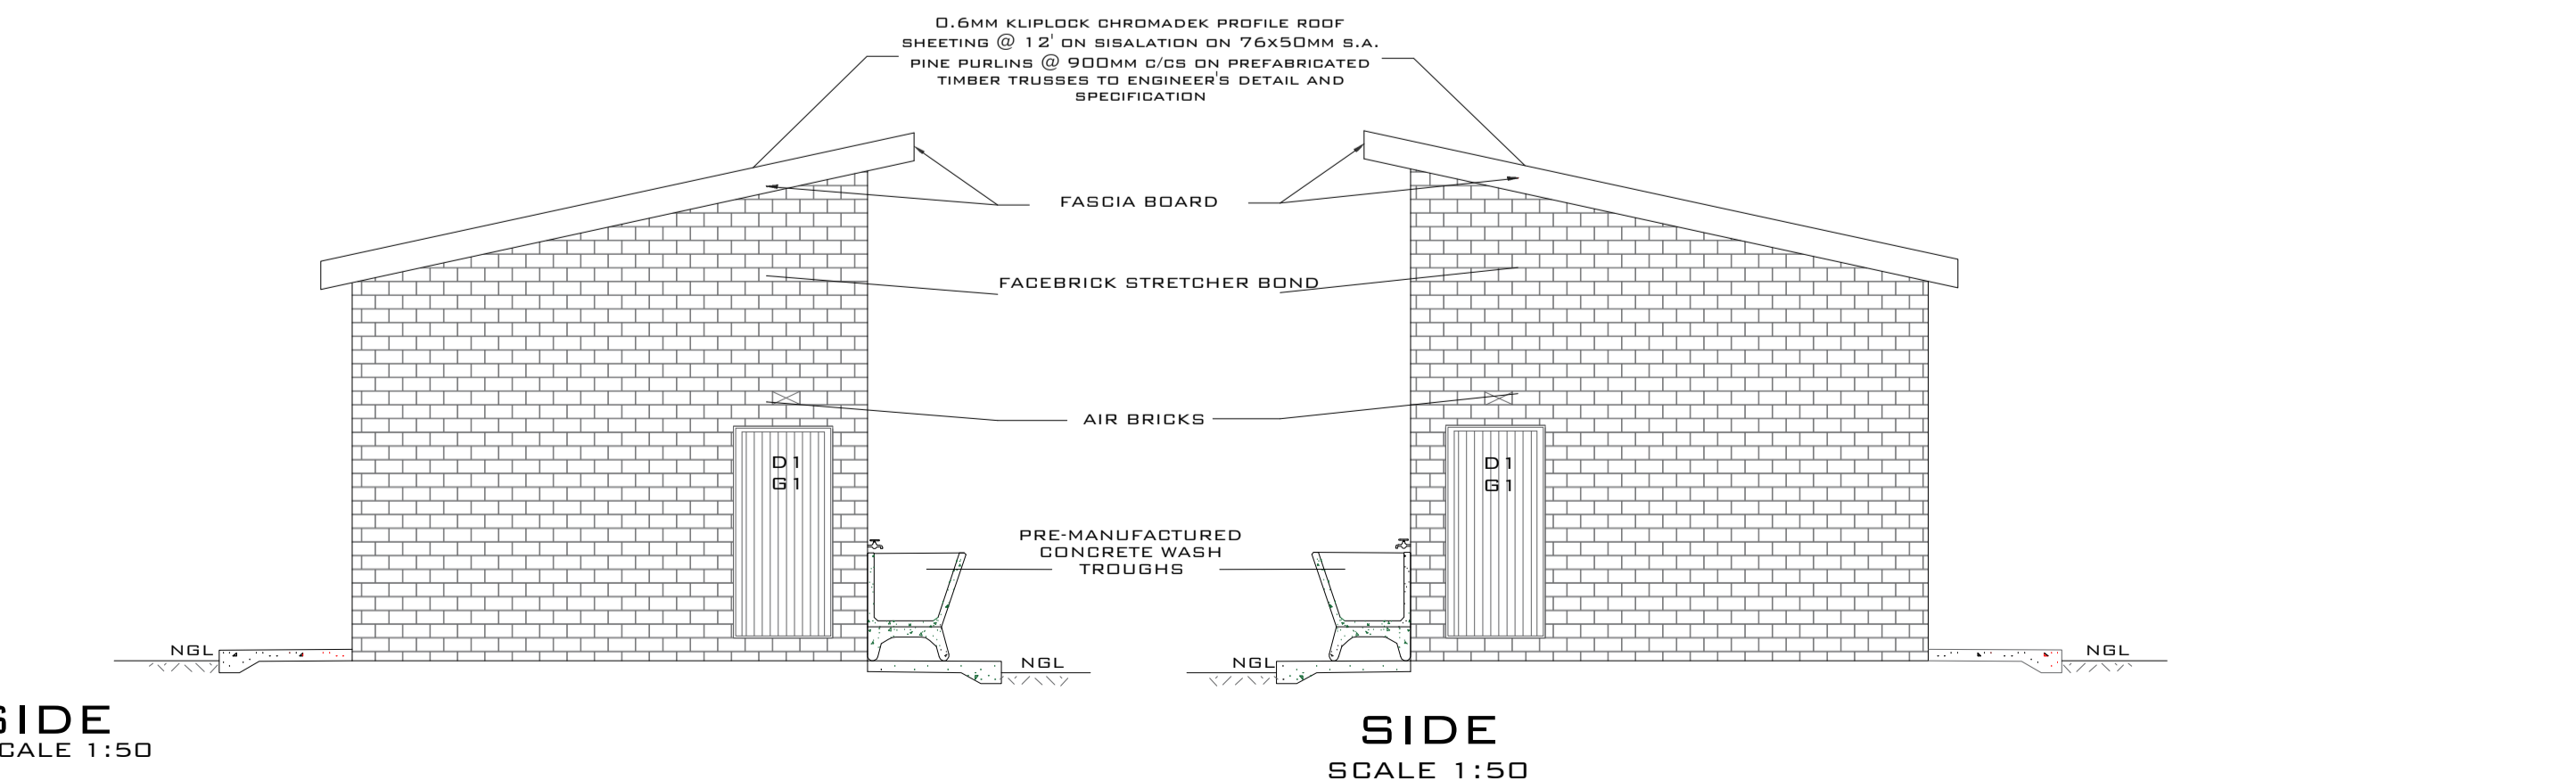 0.6MM KLIPLOCK CHROMADEK PROFILE ROOF
SHEETING @ 12' ON SISALATION ON 76X50MM S.A.
PINE PURLINS @ 900MM C/CS ON PREFABRICATED
TIMBER TRUSSES TO ENGINEER'S DETAIL AND
SPECIFICATION
FASCIA BOARD
FACEBRICK STRETCHER BOND
AIR BRICKS
D1
G1
D1
G1
PRE-MANUFACTURED
CONCRETE WASH
TROUGHS
NGL
NGL
NGL
NGL
SIDE
CALE 1:50
SIDE
SCALE 1:50